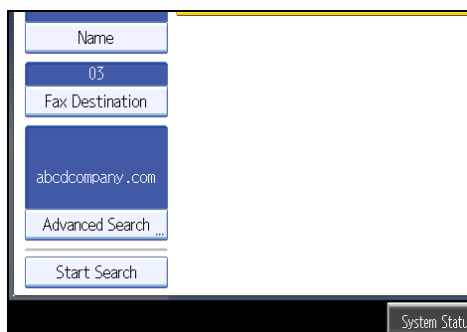 Name
03
Fax Destination
abcdcompany.com
Advanced Search
Start Search
System Statu